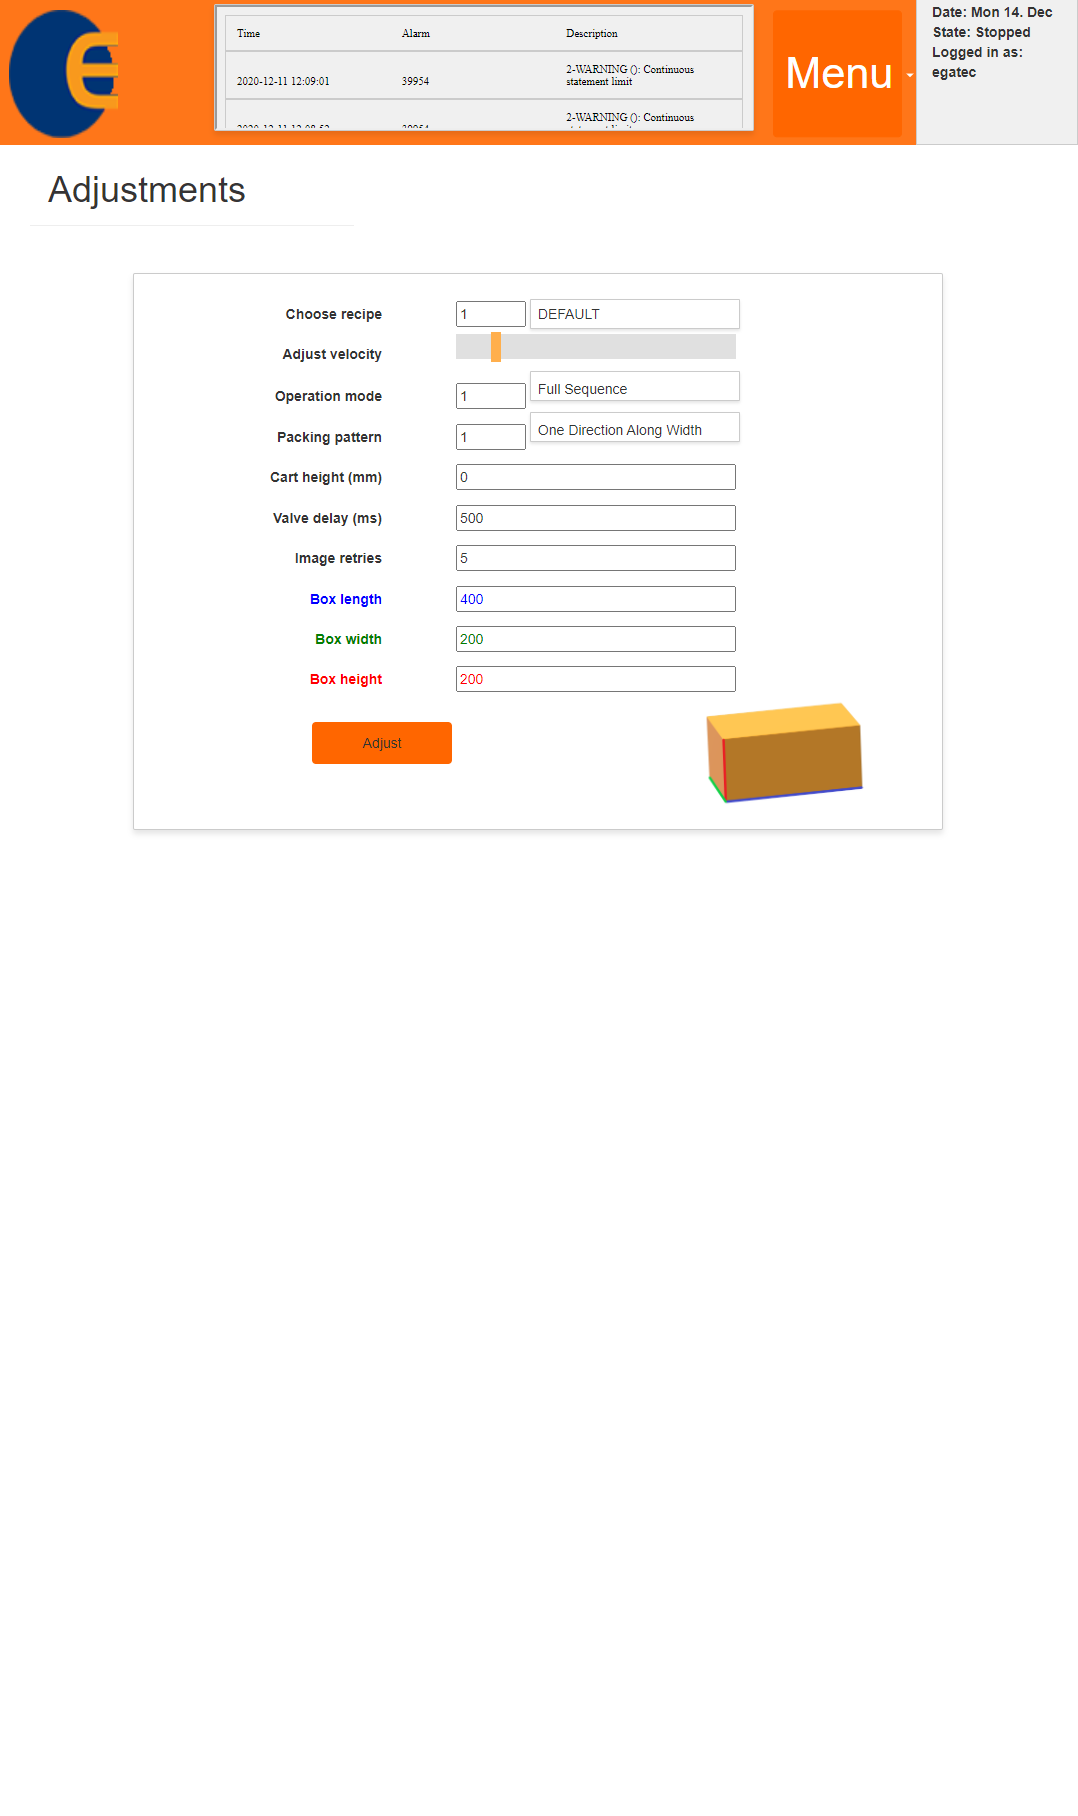 Time Alarm Description
2020-12-11 12:09:01 39954 2-WARNING (): Continuous
statement limit
2-WARNING (): Continuous
Menu
Date: Mon 14. Dec
State: Stopped
Logged in as:
egatec
Adjustments
Choose recipe 1 DEFAULT
Adjust velocity
Operation mode 1 Full Sequence
Packing pattern 1 One Direction Along Width
Cart height (mm) 0
Valve delay (ms) 500
Image retries 5
Box length 400
Box width 200
Box height 200
Adjust